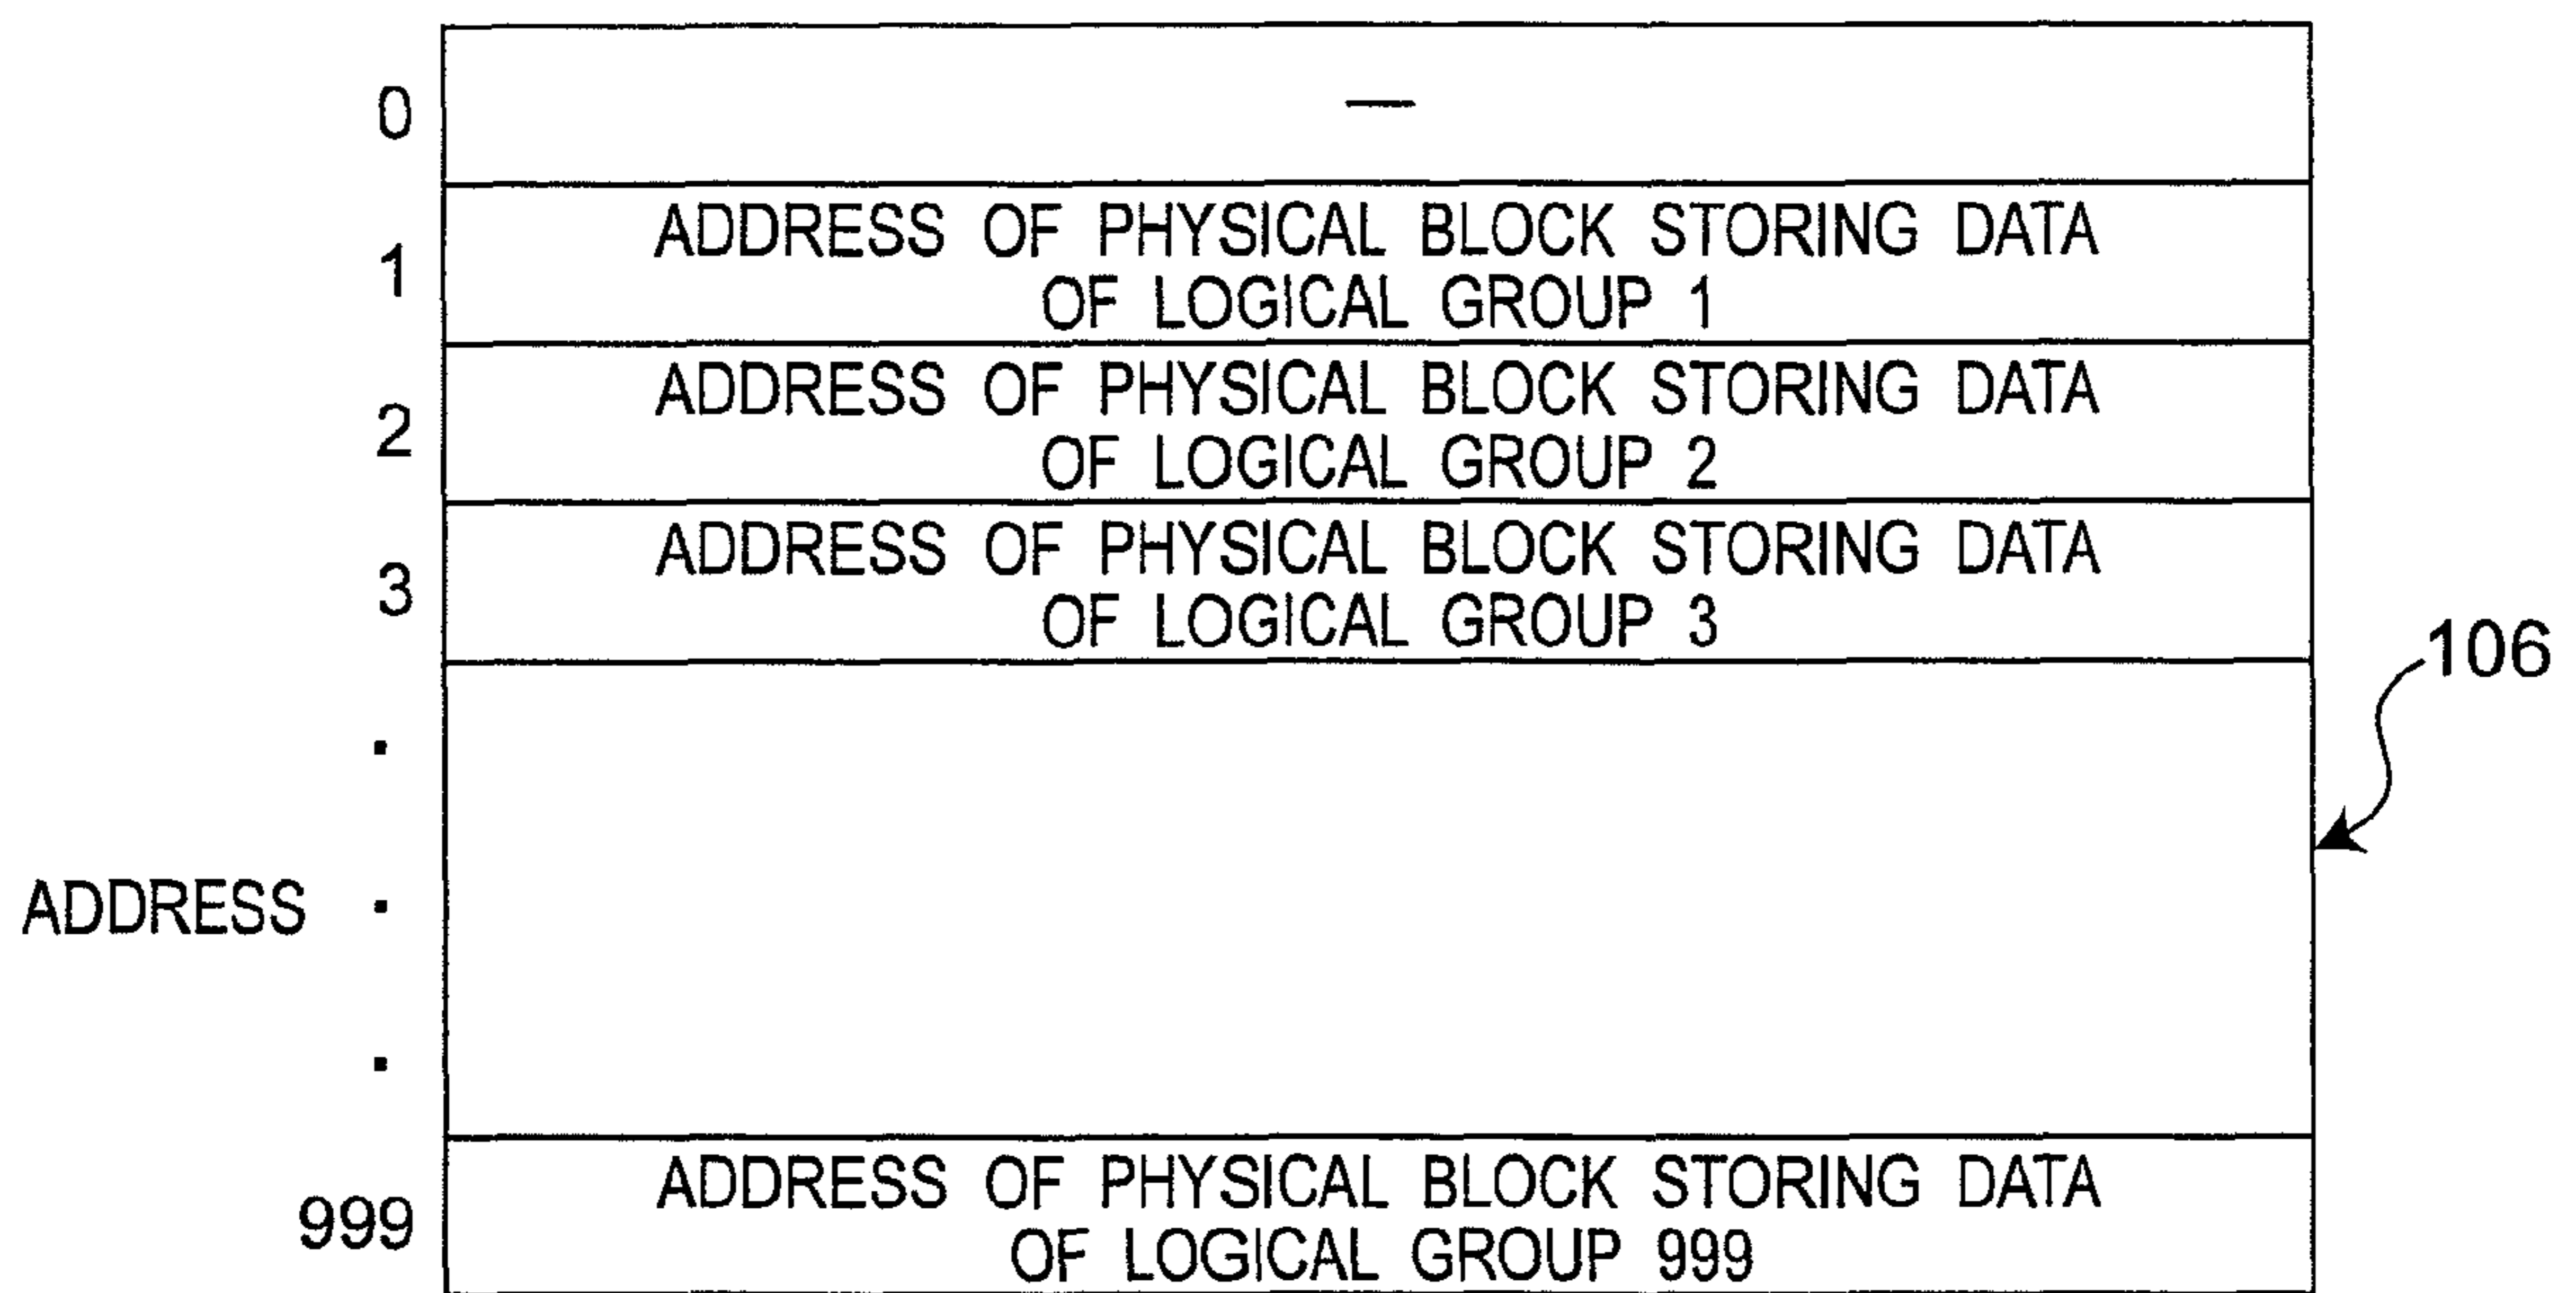 0 —
1 ADDRESS OF PHYSICAL BLOCK STORING DATA
OF LOGICAL GROUP 1
2 ADDRESS OF PHYSICAL BLOCK STORING DATA
OF LOGICAL GROUP 2
3 ADDRESS OF PHYSICAL BLOCK STORING DATA
OF LOGICAL GROUP 3
106
ADDRESS
999 ADDRESS OF PHYSICAL BLOCK STORING DATA
OF LOGICAL GROUP 999